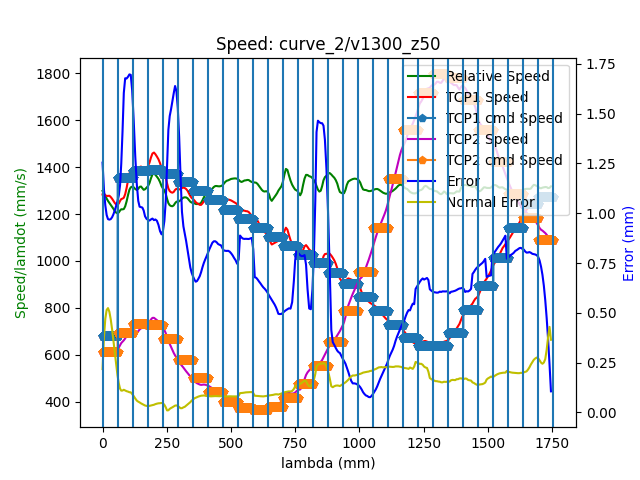 Speed: curve_2/v1300_z50
1800
1600
1400
1200
1000
800
600
400
Speed/lamdot (mm/s)
0
250
500
750
1000
1250
1500
1750
lambda (mm)
1.75
1.50
1.25
1.00
0.75
0.50
0.25
0.00
Error (mm)
Relative Speed
TCP1 Speed
TCP1 cmd Speed
TCP2 Speed
TCP2 cmd Speed
Error
Normal Error